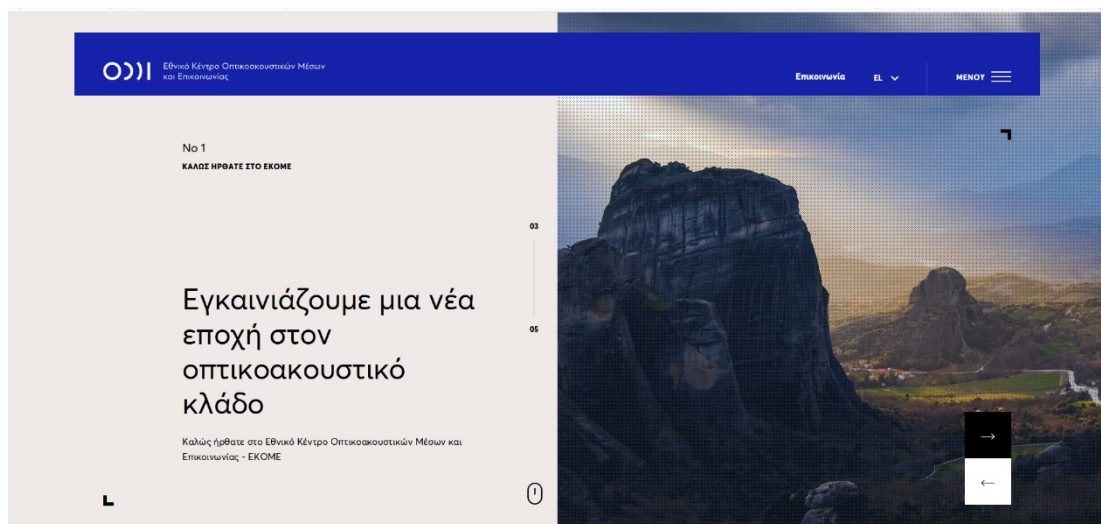 Εθνικό Κέντρο Οπτικοακουστικών Μέσων
και Επικοινωνίας
Επικοινωνία
EL
ΜΕΝΟΥ
No 1
ΚΑΛΩΣ ΗΡΘΑΤΕ ΣΤΟ ΕΚΟΜΕ
03
Εγκαινιάζουμε μια νέα
εποχή στον
οπτικοακουστικό
κλάδο
05
Καλώς ήρθατε στο Εθνικό Κέντρο Οπτικοακουστικών Μέσων και
Επικοινωνίας - ΕΚΟΜΕ